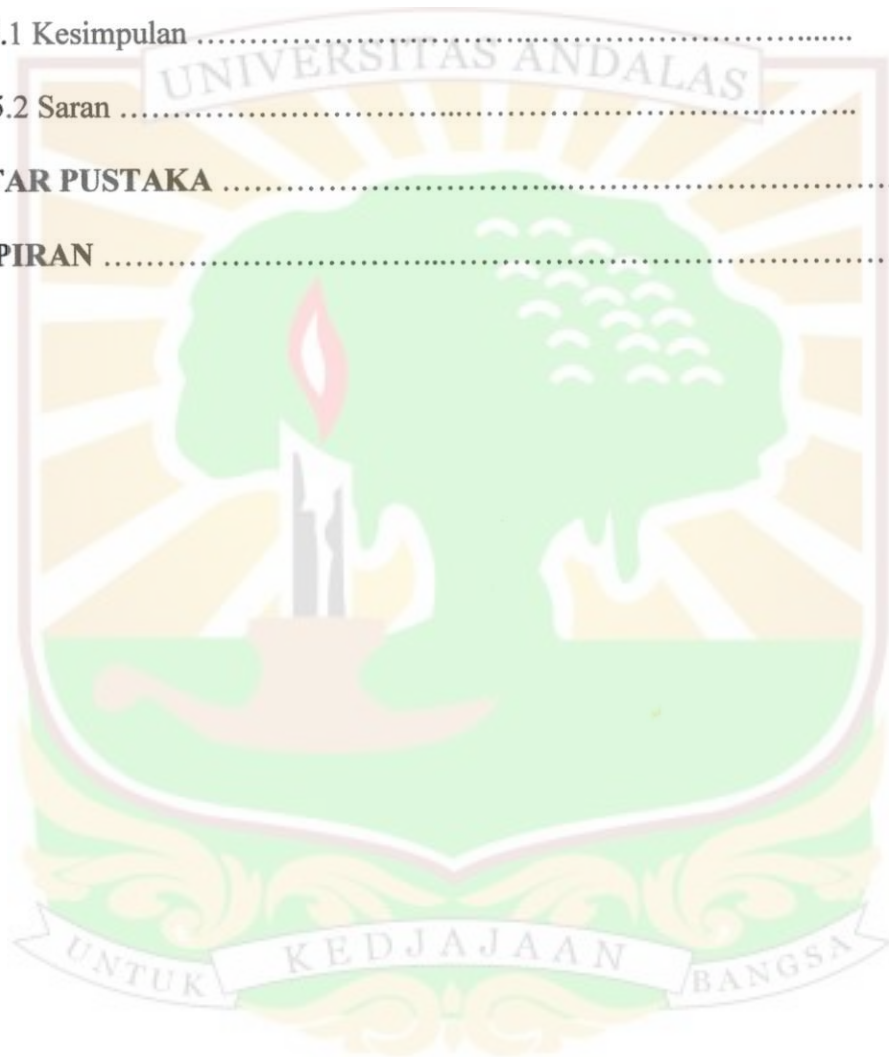 .1 Kesimpulan ................................................................
UNIVERSITAS ANDALAS
5.2 Saran ................................................................
TAR PUSTAKA ................................................................
PIRAN ................................................................
UNTUK KEDJAJAAN BANGSA